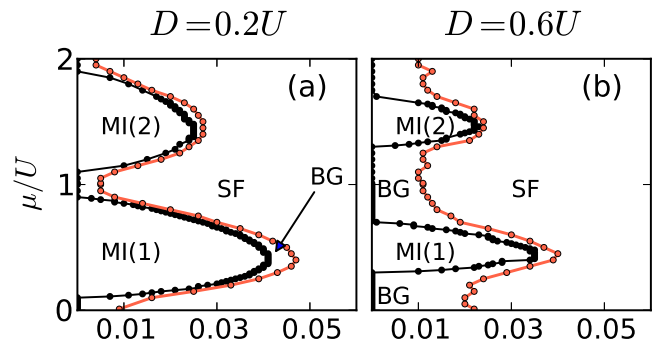 D = 0.2U
D = 0.6U
μ/U
2
1
0
(a)
MI(2)
SF
BG
MI(1)
0.01
0.03
0.05
(b)
MI(2)
BG
SF
MI(1)
BG
0.01
0.03
0.05